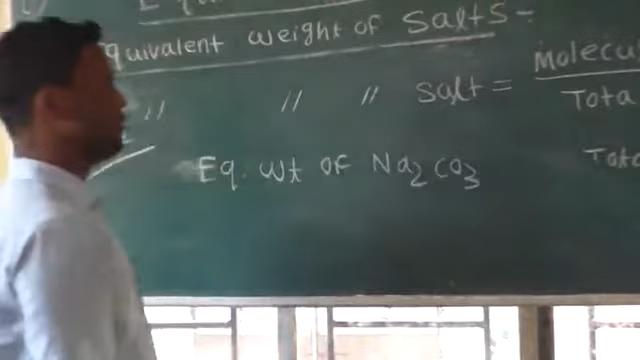 Equivalent weight of Salts :-
" " " Salt = Molecu
Tota
Eq. wt of Na2CO3
Tota